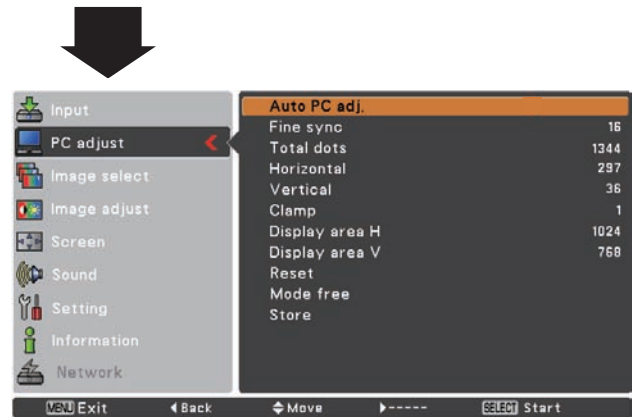 Input
PC adjust
Image select
Image adjust
Screen
Sound
Setting
Information
Network
Auto PC adj.
Fine sync 16
Total dots 1344
Horizontal 297
Vertical 36
Clamp 1
Display area H 1024
Display area V 768
Reset
Mode free
Store
MENU Exit ◀Back Move ▶----- SELECT Start